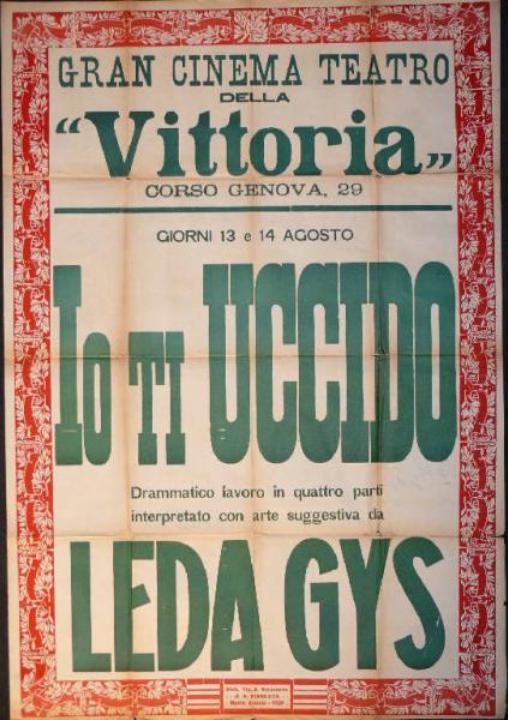 GRAN CINEMA TEATRO
DELLA
“Vittoria„
CORSO GENOVA, 29
GIORNI 13 e 14 AGOSTO
IO TI UCCIDO
Drammatico lavoro in quattro parti
interpretato con arte suggestiva da
LEDA GYS